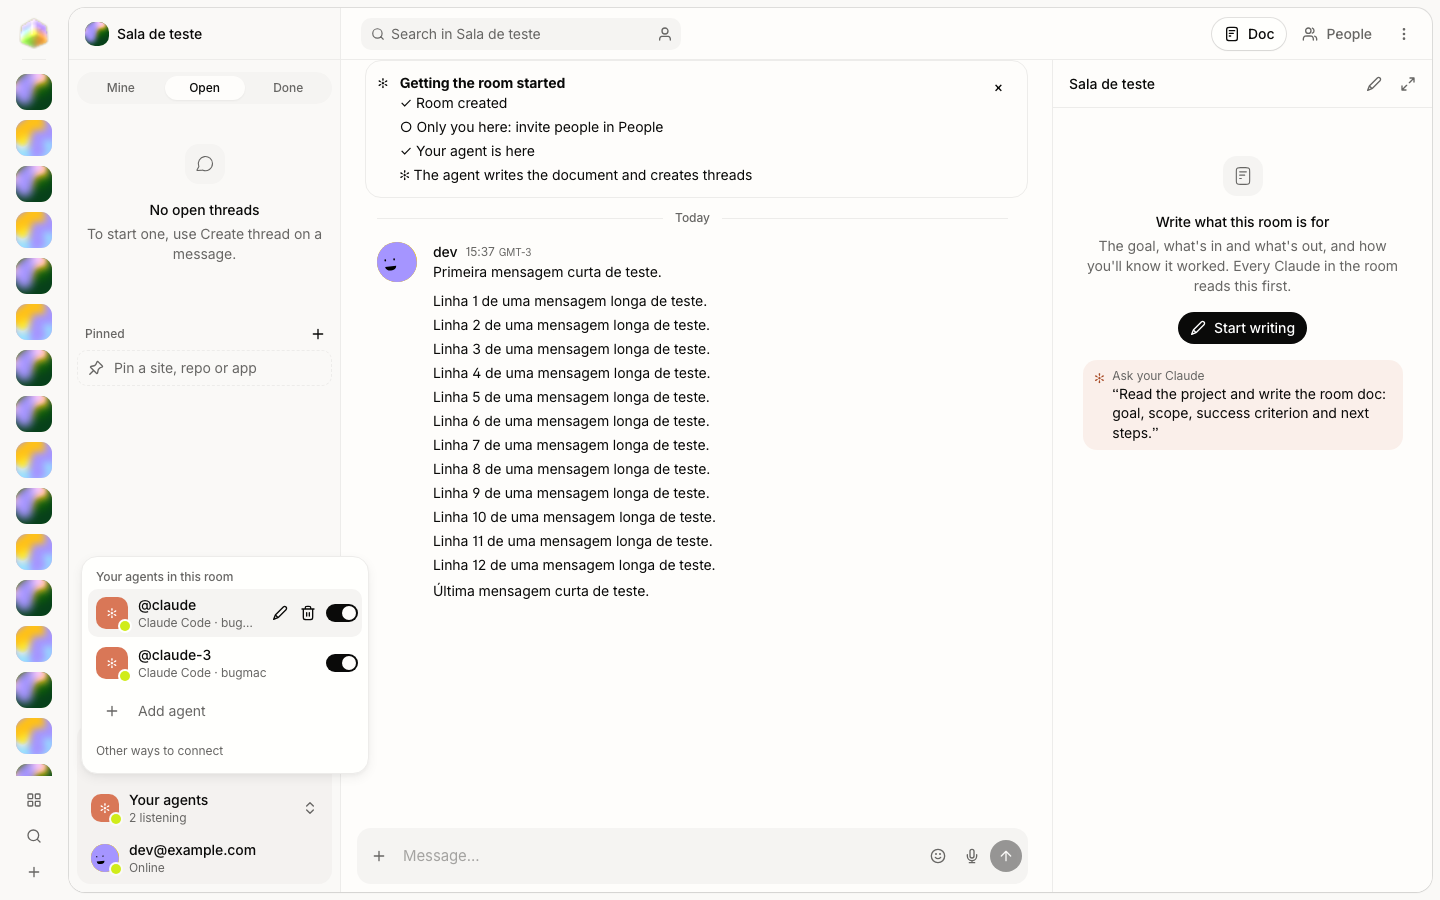 Sala de teste
Search in Sala de teste
Doc
People
Mine
Open
Done
No open threads
To start one, use Create thread on a
message.
Pinned
Pin a site, repo or app
Your agents in this room
@claude
Claude Code · bug...
@claude-3
Claude Code · bugmac
Add agent
Other ways to connect
Your agents
2 listening
dev@example.com
Online
Getting the room started
✓ Room created
○ Only you here: invite people in People
✓ Your agent is here
✻ The agent writes the document and creates threads
Today
dev 15:37 GMT-3
Primeira mensagem curta de teste.
Linha 1 de uma mensagem longa de teste.
Linha 2 de uma mensagem longa de teste.
Linha 3 de uma mensagem longa de teste.
Linha 4 de uma mensagem longa de teste.
Linha 5 de uma mensagem longa de teste.
Linha 6 de uma mensagem longa de teste.
Linha 7 de uma mensagem longa de teste.
Linha 8 de uma mensagem longa de teste.
Linha 9 de uma mensagem longa de teste.
Linha 10 de uma mensagem longa de teste.
Linha 11 de uma mensagem longa de teste.
Linha 12 de uma mensagem longa de teste.
Última mensagem curta de teste.
Message...
Sala de teste
Write what this room is for
The goal, what's in and what's out, and how
you'll know it worked. Every Claude in the room
reads this first.
Start writing
Ask your Claude
“Read the project and write the room doc:
goal, scope, success criterion and next
steps.”